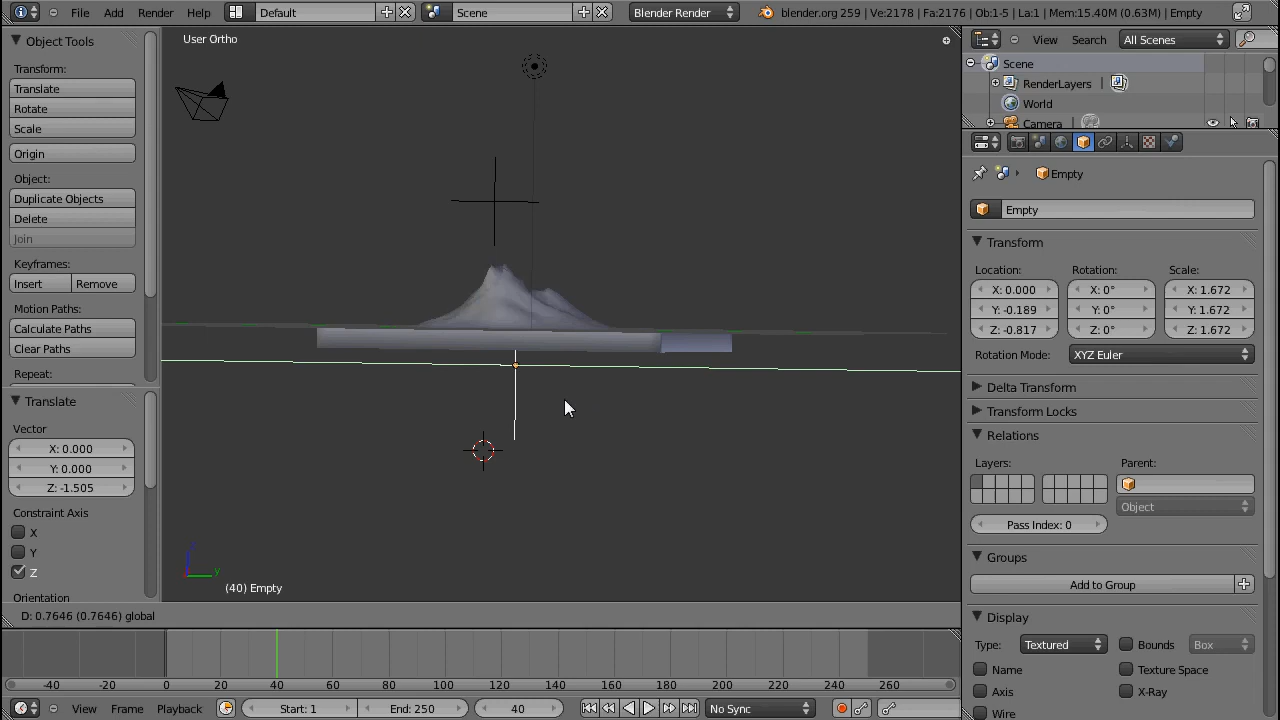 File Add Render Help Default Scene Blender Render blender.org 259 | Ve:2178 | Fa:2176 | Ob:1-5 | La:1 | Mem:15.40M (0.63M) | Empty
Object Tools
Transform:
Translate
Rotate
Scale
Origin
Object:
Duplicate Objects
Delete
Join
Keyframes:
Insert Remove
Motion Paths:
Calculate Paths
Clear Paths
Repeat:
Translate
Vector
X: 0.000
Y: 0.000
Z: -1.505
Constraint Axis
X
Y
Z
Orientation
User Ortho
y
(40) Empty
D: 0.7646 (0.7646) global
View Search All Scenes
Scene
RenderLayers |
World
Camera |
Empty
Empty
Transform
Location: Rotation: Scale:
X: 0.000 X: 0° X: 1.672
Y: -0.189 Y: 0° Y: 1.672
Z: -0.817 Z: 0° Z: 1.672
Rotation Mode: XYZ Euler
Delta Transform
Transform Locks
Relations
Layers: Parent:
Object
Pass Index: 0
Groups
Add to Group
Display
Type: Textured Bounds Box
Name Texture Space
Axis X-Ray
Wire
-40 -20 0 20 40 60 80 100 120 140 160 180 200 220 240 260
View Frame Playback Start: 1 End: 250 40 No Sync